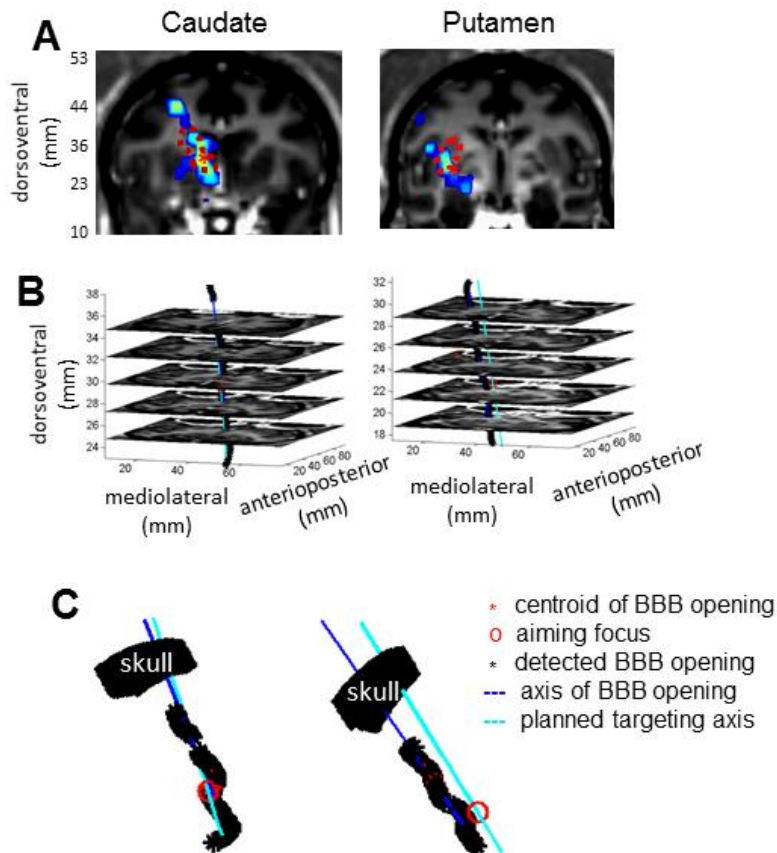 Caudate
Putamen
A
dorsoventral
(mm)
53
44
36
23
10
B
dorsoventral
(mm)
38
36
34
32
30
28
26
24
20
40
60
20 40 60 80
mediolateral
(mm)
anterioposterior
(mm)
32
30
28
26
24
22
20
18
20
40
60
20 40 60 80
mediolateral
(mm)
anterioposterior
(mm)
C
skull
skull
centroid of BBB opening
aiming focus
detected BBB opening
axis of BBB opening
planned targeting axis